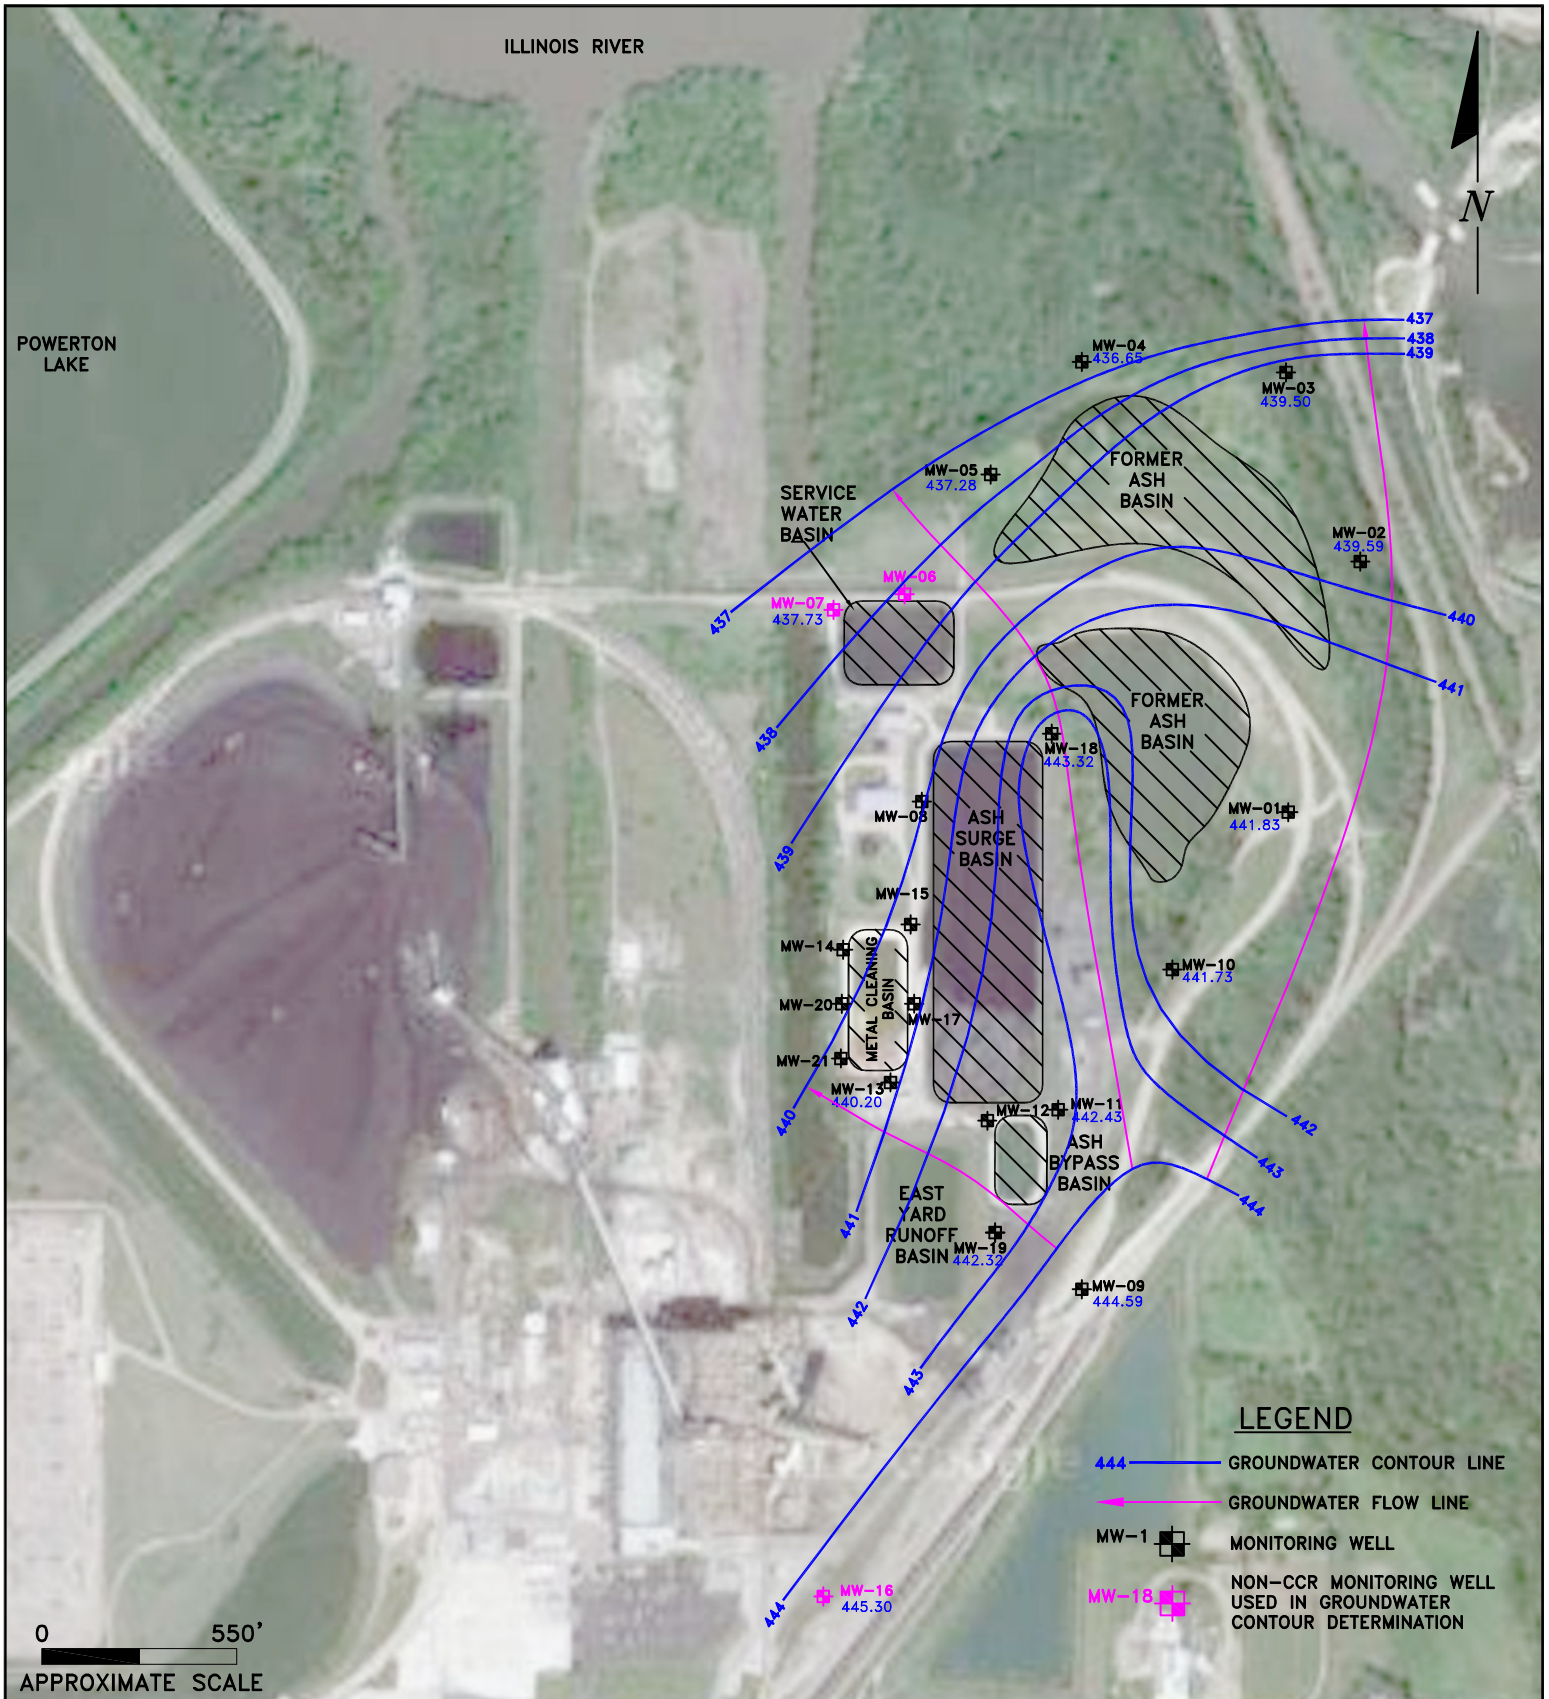 ILLINOIS RIVER
N
POWERTON
LAKE
437
438
439
MW-04
436.65
MW-03
439.50
FORMER
ASH
BASIN
MW-05
437.28
SERVICE
WATER
BASIN
MW-02
439.59
MW-06
MW-07
437.73
437
440
441
438
439
FORMER
ASH
BASIN
MW-18
443.32
MW-01
441.83
MW-08
ASH
SURGE
BASIN
MW-15
MW-14
METAL CLEANING
BASIN
MW-10
441.73
MW-20
MW-17
MW-21
MW-13
440.20
MW-12
MW-11
442.43
440
442
443
444
ASH
BYPASS
BASIN
EAST
YARD
RUNOFF
BASIN
MW-19
442.32
441
442
443
444
MW-09
444.59
MW-16
445.30
LEGEND
444 GROUNDWATER CONTOUR LINE
GROUNDWATER FLOW LINE
MW-1 MONITORING WELL
MW-18 NON-CCR MONITORING WELL
USED IN GROUNDWATER
CONTOUR DETERMINATION
0 550'
APPROXIMATE SCALE